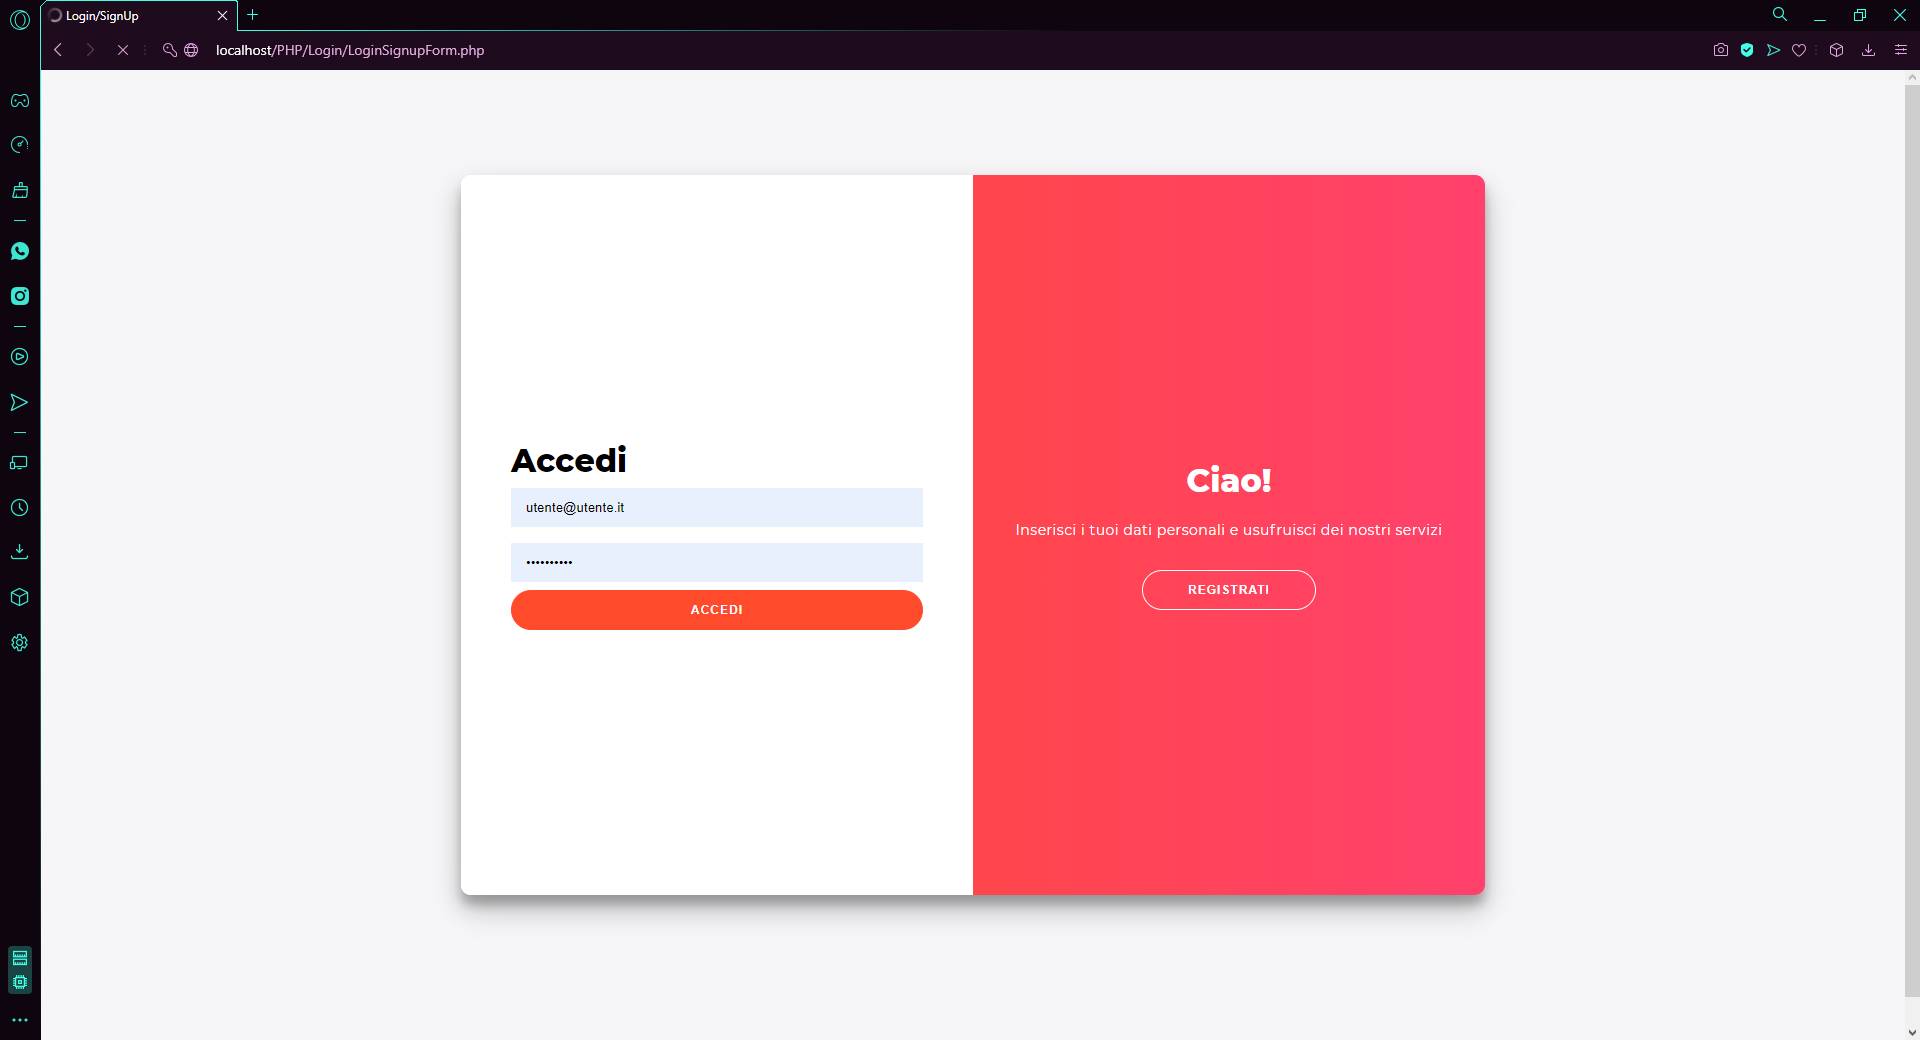 Login/SignUp
localhost/PHP/Login/LoginSignupForm.php
Accedi
utente@utente.it
••••••••••
ACCEDI
Ciao!
Inserisci i tuoi dati personali e usufruisci dei nostri servizi
REGISTRATI